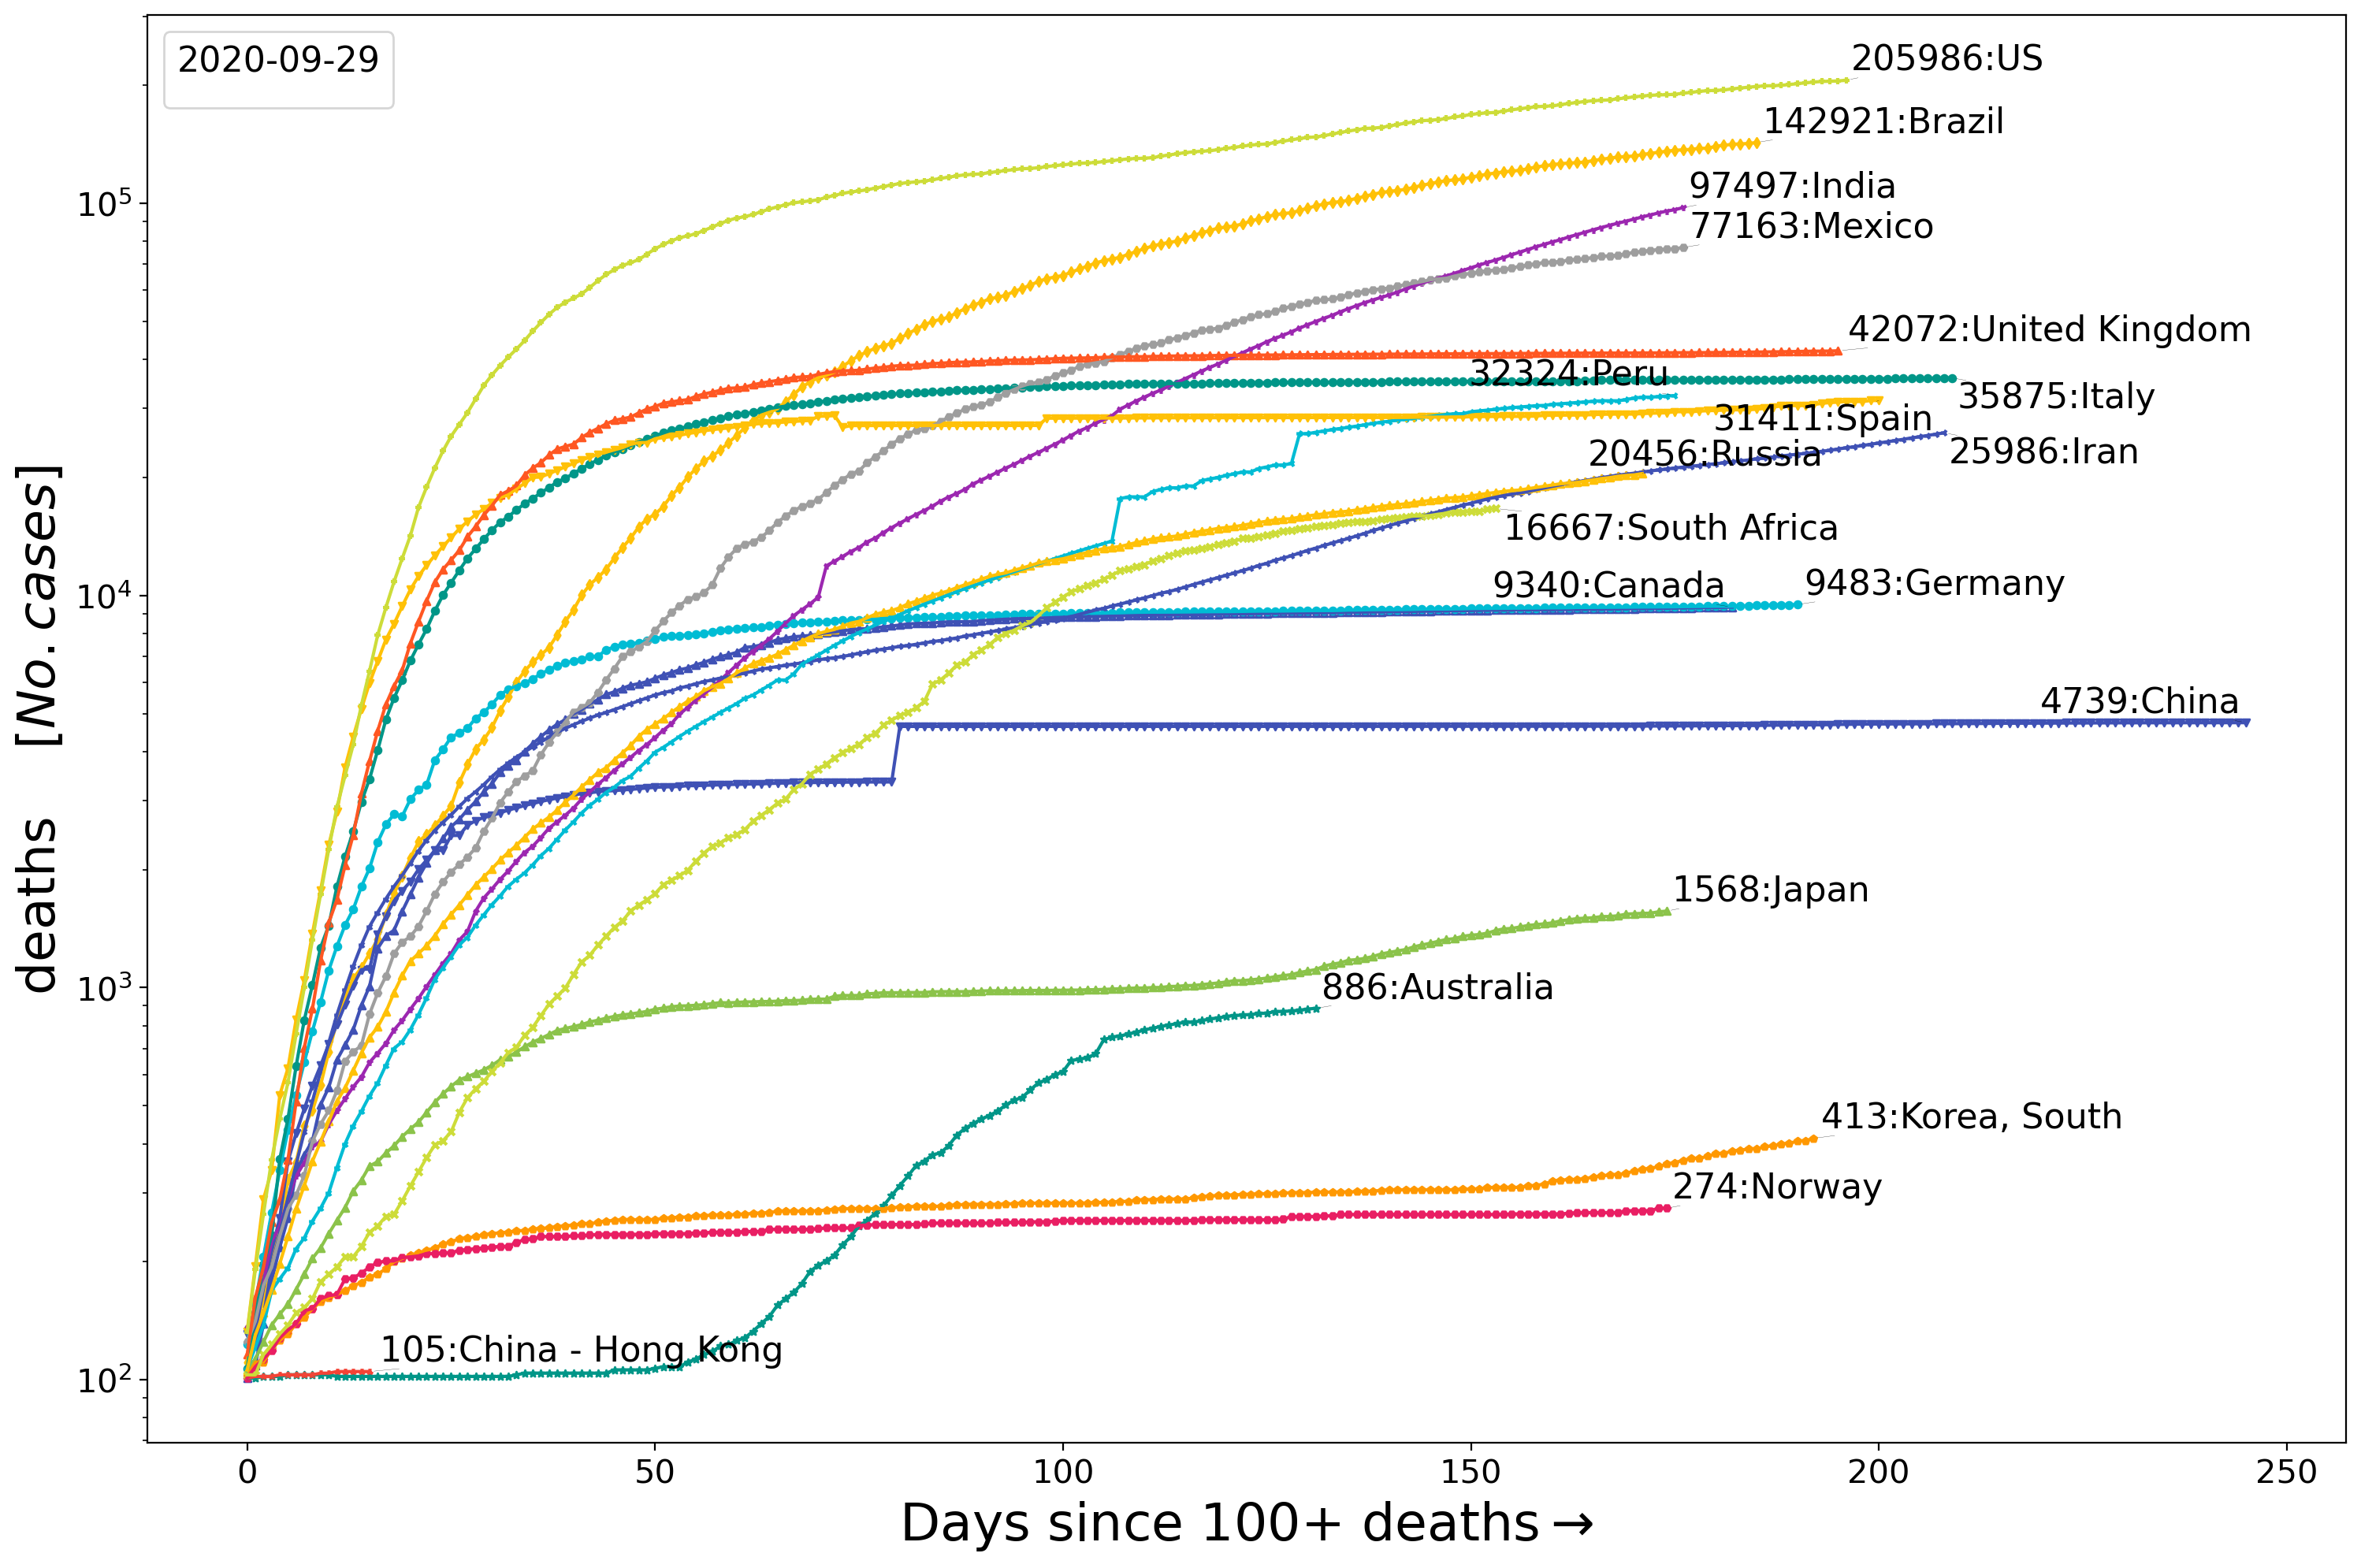 2020-09-29
205986:US
142921:Brazil
97497:India
77163:Mexico
42072:United Kingdom
32324:Peru
35875:Italy
31411:Spain
20456:Russia
25986:Iran
16667:South Africa
9340:Canada
9483:Germany
4739:China
1568:Japan
886:Australia
413:Korea, South
274:Norway
105:China - Hong Kong
10^5
10^4
10^3
10^2
deaths [No. cases]
0 50 100 150 200 250
Days since 100+ deaths→